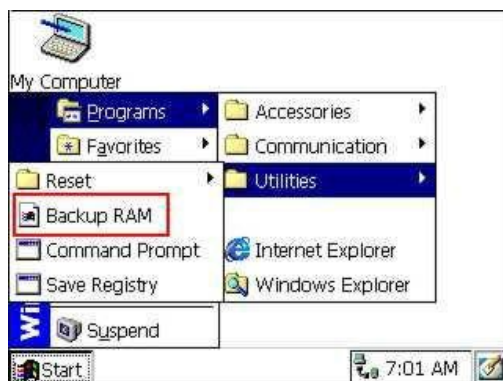 My Computer
Programs
Accessories
Favorites
Communication
Reset
Utilities
Backup RAM
Command Prompt
Internet Explorer
Save Registry
Windows Explorer
Wi
Suspend
Start
7:01 AM